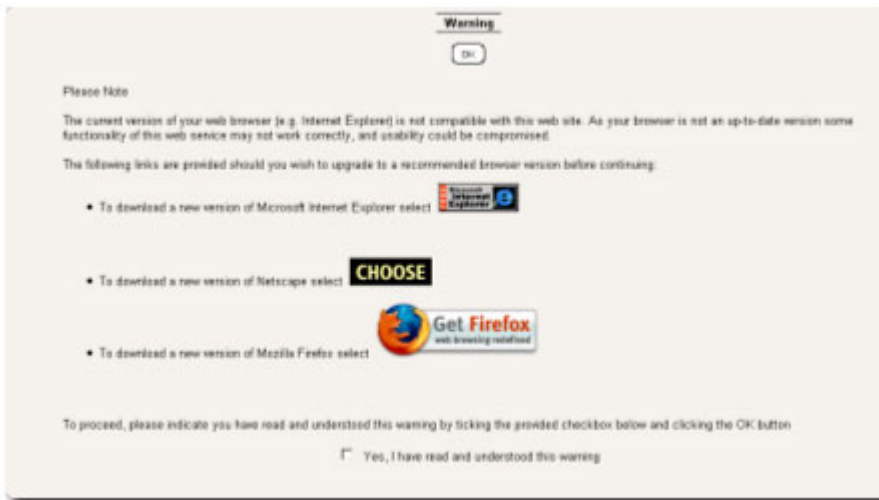 Warning
OK
Please Note
The current version of your web browser (e.g. Internet Explorer) is not compatible with this web site. As your browser is not an up-to-date version some
functionality of this web service may not work correctly, and usability could be compromised.
The following links are provided should you wish to upgrade to a recommended browser version before continuing:
• To download a new version of Microsoft Internet Explorer select Microsoft Internet Explorer
• To download a new version of Netscape select CHOOSE
Get Firefox
web browsing redefined
• To download a new version of Mozilla Firefox select
To proceed, please indicate you have read and understood this warning by ticking the provided checkbox below and clicking the OK button
Yes, I have read and understood this warning